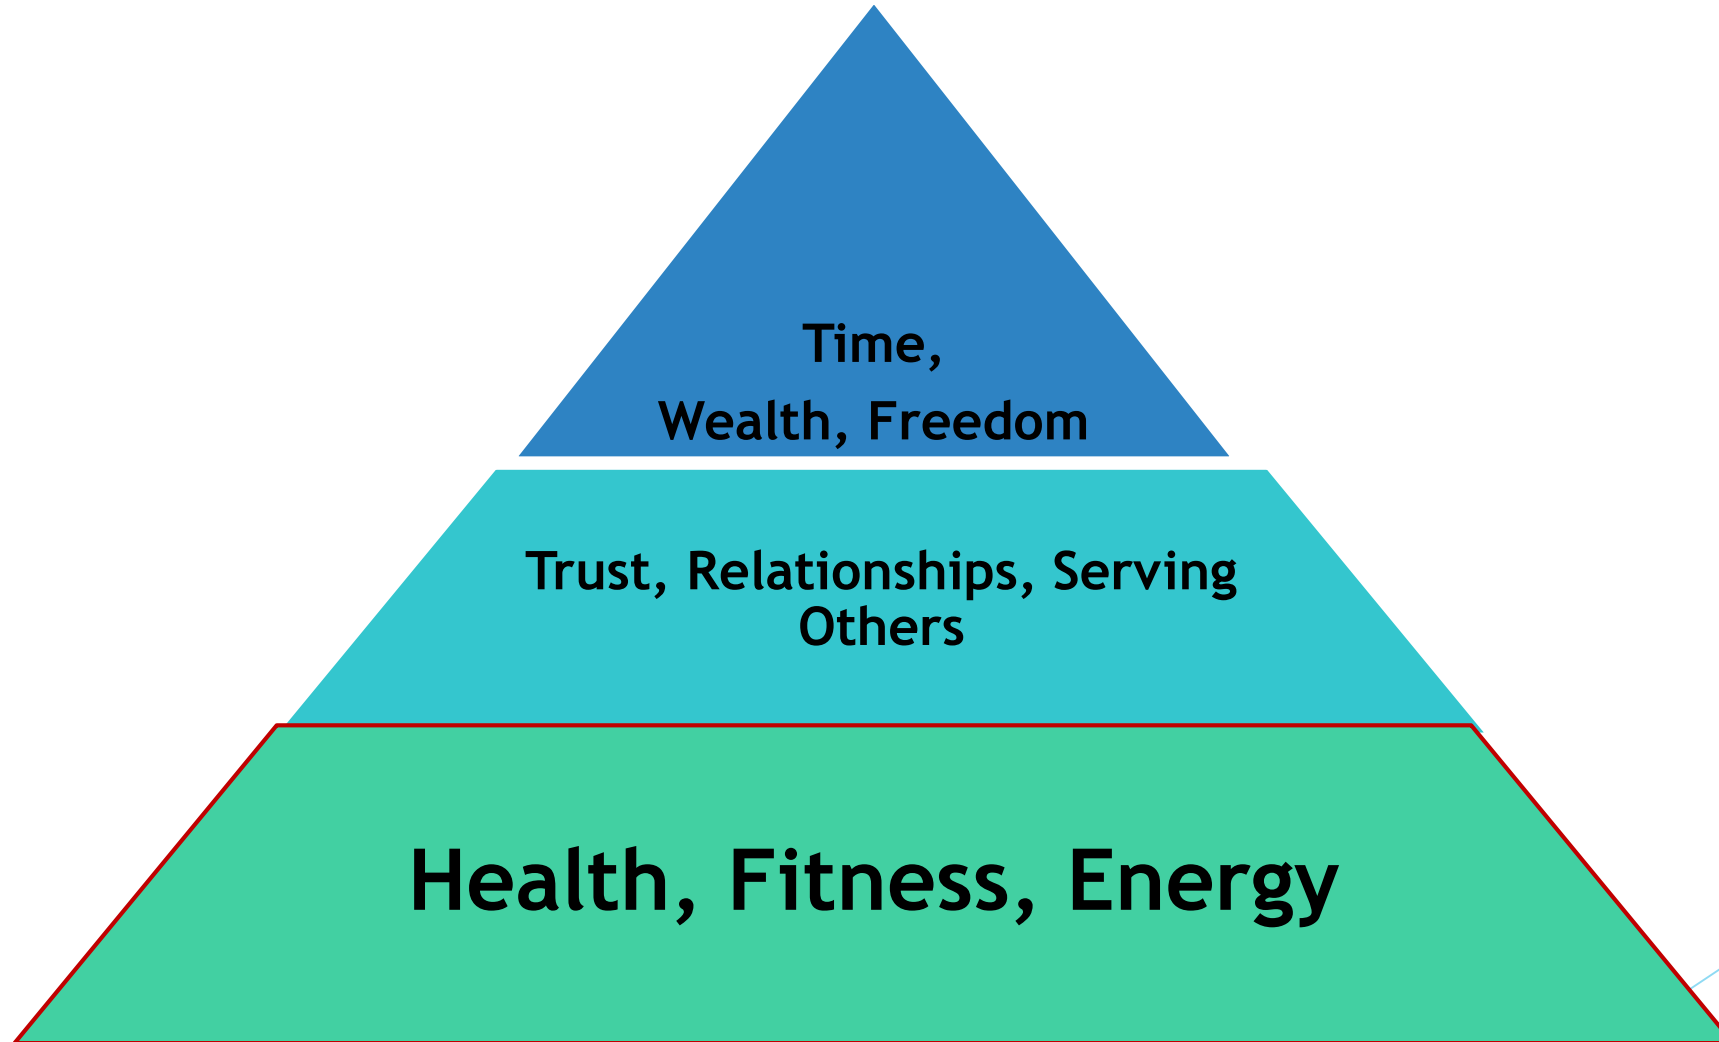 Time,
Wealth, Freedom
Trust, Relationships, Serving
Others
Health, Fitness, Energy